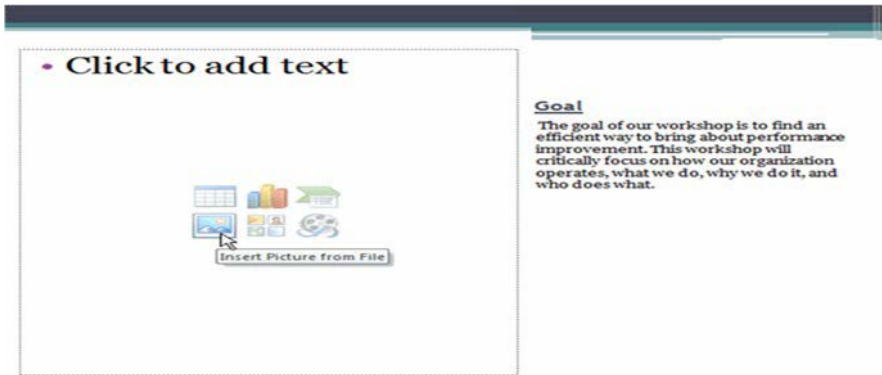 • Click to add text
Insert Picture from File
Goal
The goal of our workshop is to find an
efficient way to bring about performance
improvement. This workshop will
critically focus on how our organization
operates, what we do, why we do it, and
who does what.